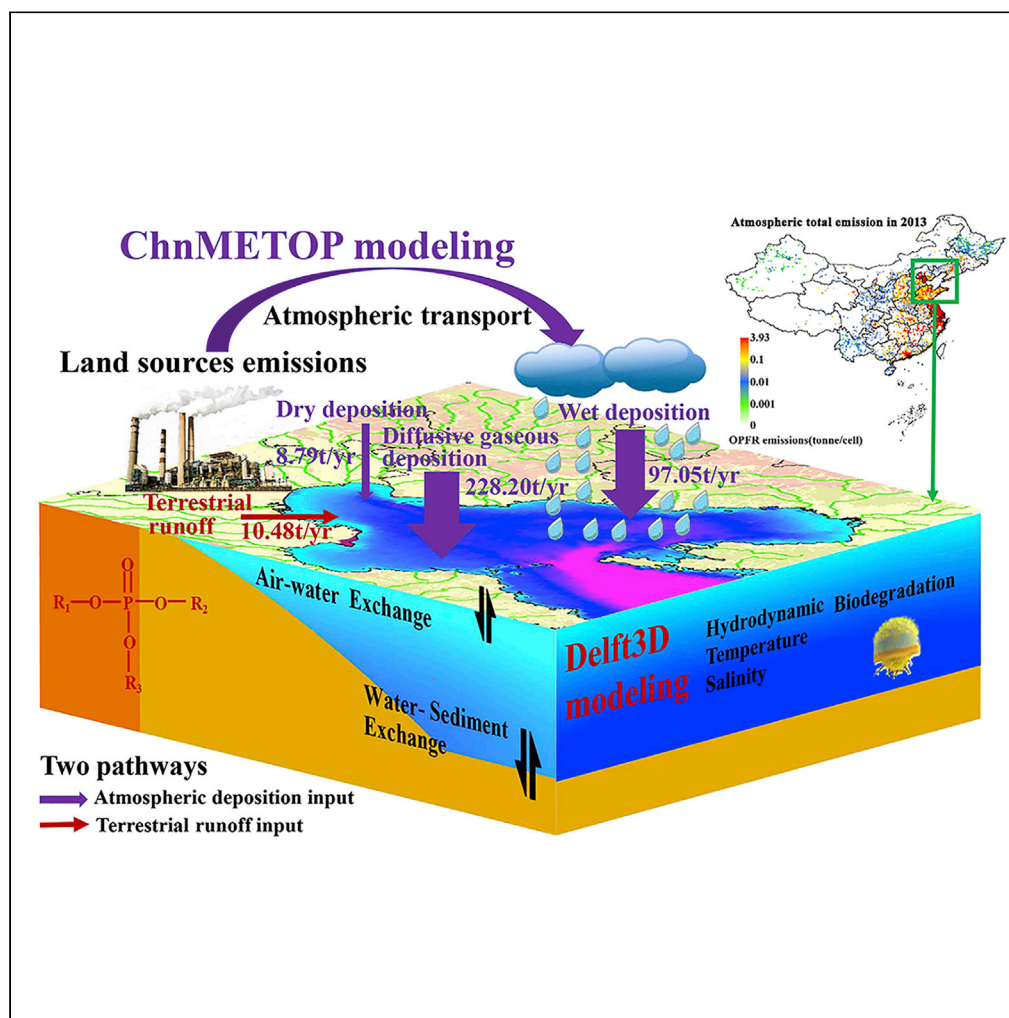 ChnMETOP modeling
Atmospheric transport
Land sources emissions
Atmospheric total emission in 2013
3.93
0.1
0.01
0.001
0
OPFR emissions(tonne/cell)
Dry deposition
8.79t/yr
Diffusive gaseous
deposition
228.20t/yr
Wet deposition
97.05t/yr
Terrestrial
runoff
10.48t/yr
Air-water Exchange
Water- Sediment
Exchange
O
R1—O—P—O—R2
O
R3
Delft3D
modeling
Hydrodynamic Biodegradation
Temperature
Salinity
Two pathways
Atmospheric deposition input
Terrestrial runoff input